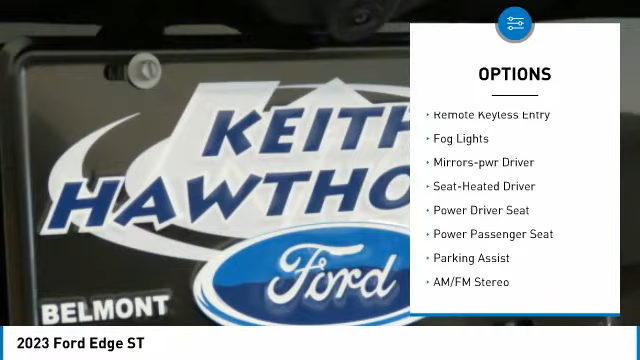 KEITH
HAWTHO
Ford
BELMONT
OPTIONS
Remote Keyless Entry
Fog Lights
Mirrors-pwr Driver
Seat-Heated Driver
Power Driver Seat
Power Passenger Seat
Parking Assist
AM/FM Stereo
2023 Ford Edge ST